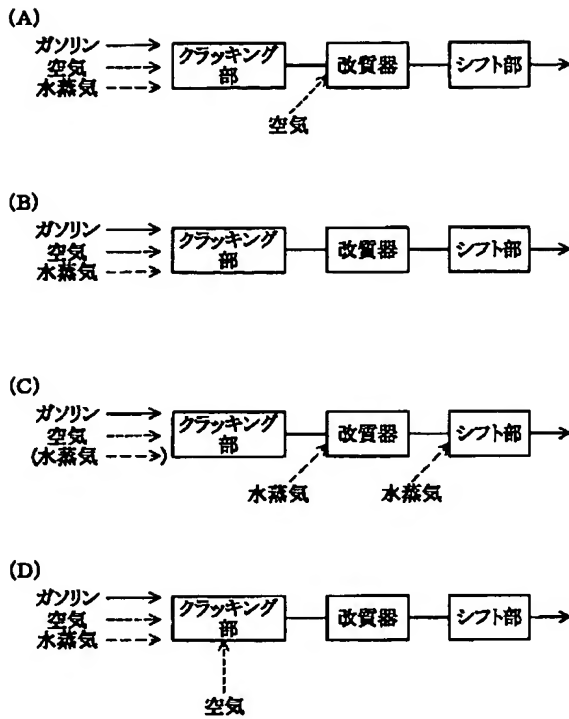 (A)
ガソリン
空気
水蒸気
クラッキング
部
改質器
シフト部
空気
(B)
ガソリン
空気
水蒸気
クラッキング
部
改質器
シフト部
(C)
ガソリン
空気
(水蒸気 )
クラッキング
部
改質器
シフト部
水蒸気 水蒸気
(D)
ガソリン
空気
水蒸気
クラッキング
部
改質器
シフト部
空気